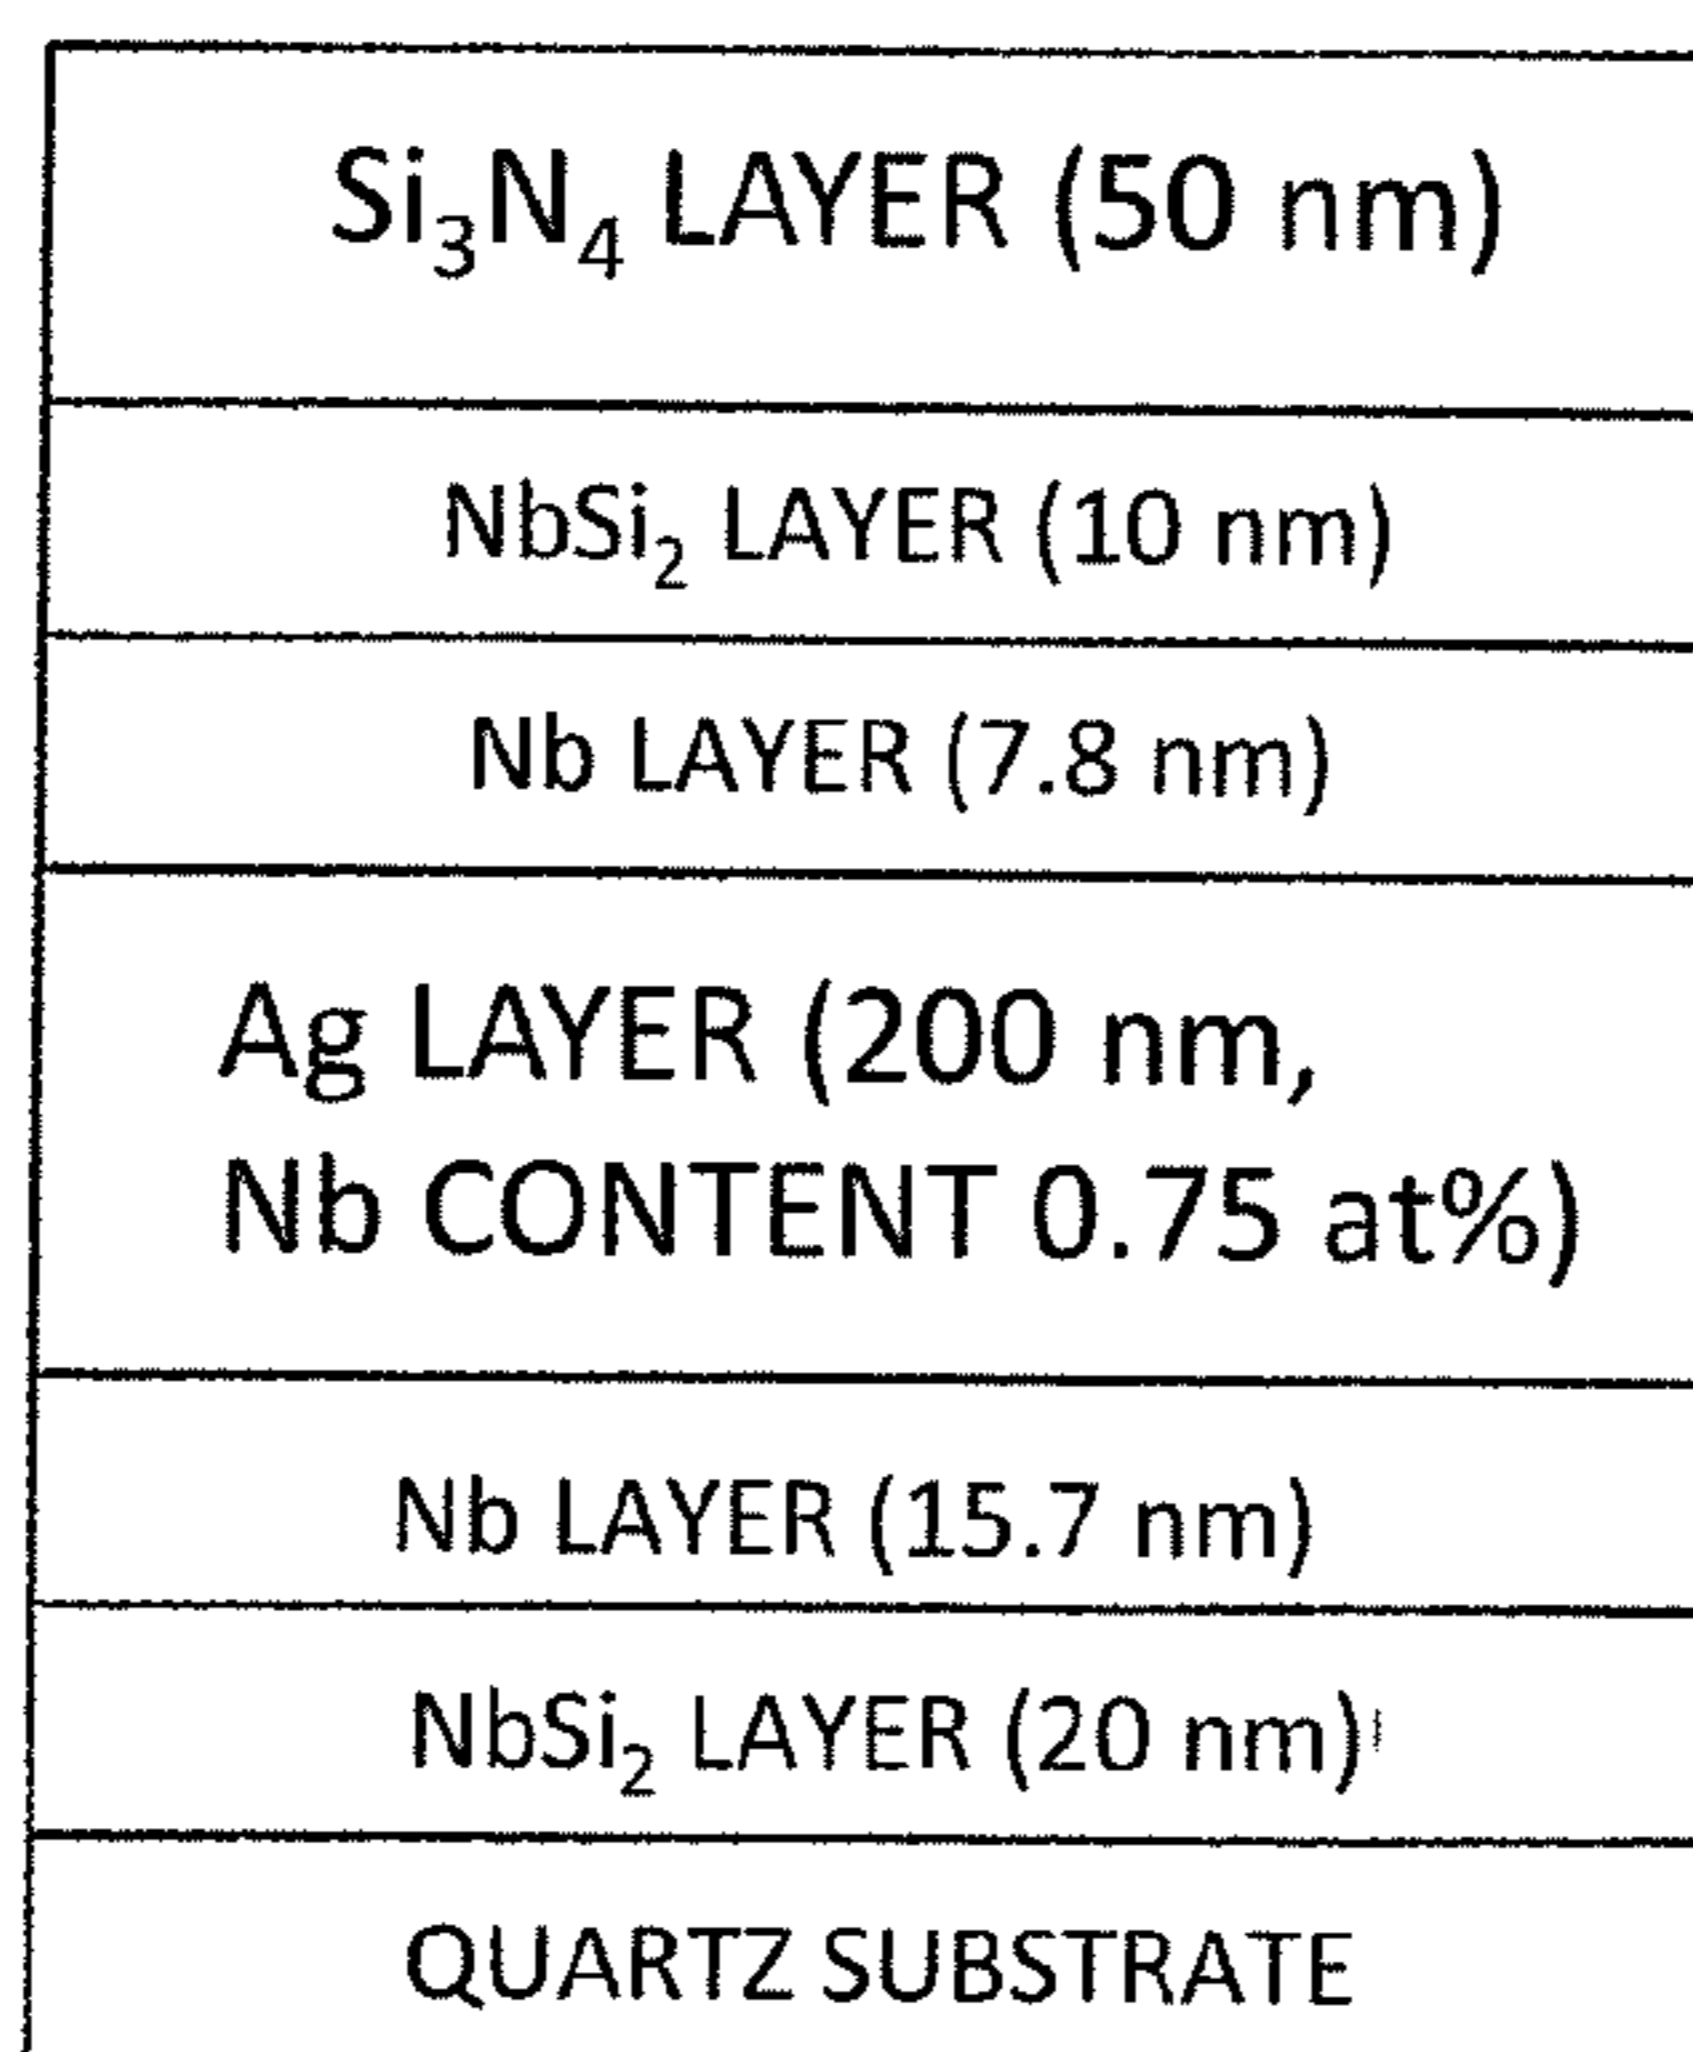 Si₃N₄ LAYER (50 nm)
NbSi₂ LAYER (10 nm)
Nb LAYER (7.8 nm)
Ag LAYER (200 nm,
Nb CONTENT 0.75 at%)
Nb LAYER (15.7 nm)
NbSi₂ LAYER (20 nm)
QUARTZ SUBSTRATE